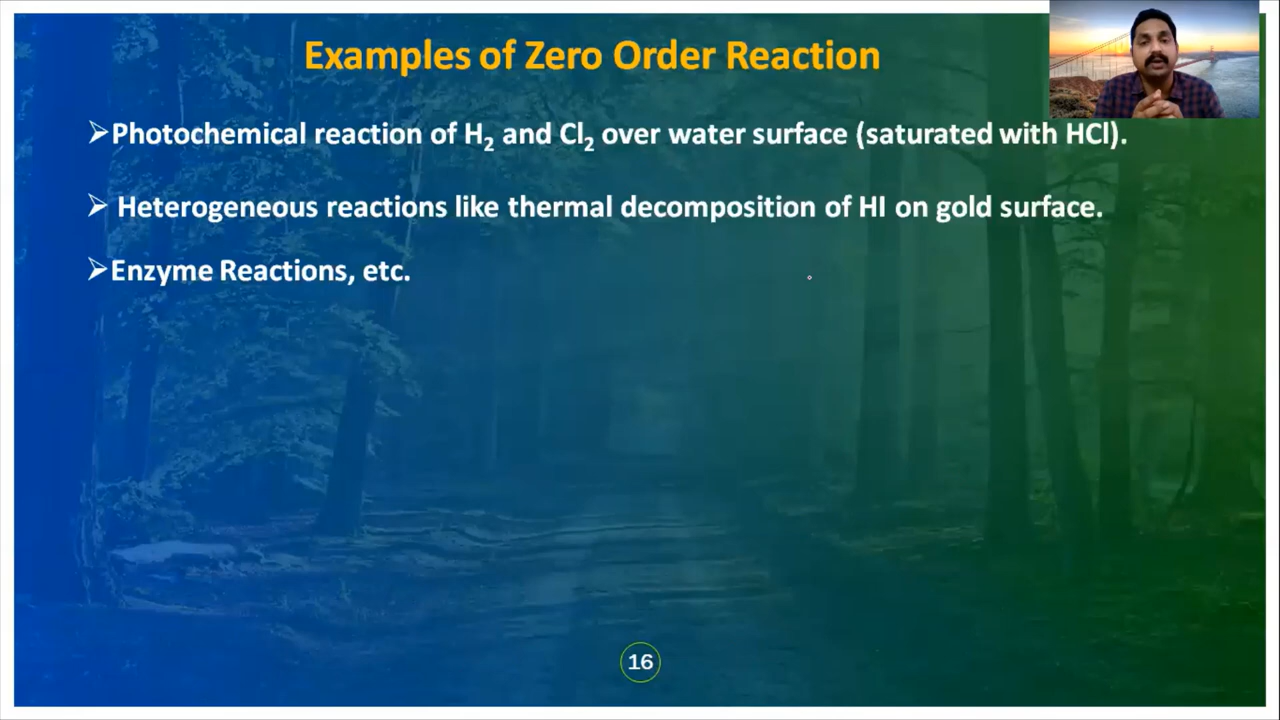 Examples of Zero Order Reaction
➢Photochemical reaction of H₂ and Cl₂ over water surface (saturated with HCl).
➢ Heterogeneous reactions like thermal decomposition of HI on gold surface.
➢Enzyme Reactions, etc.
16